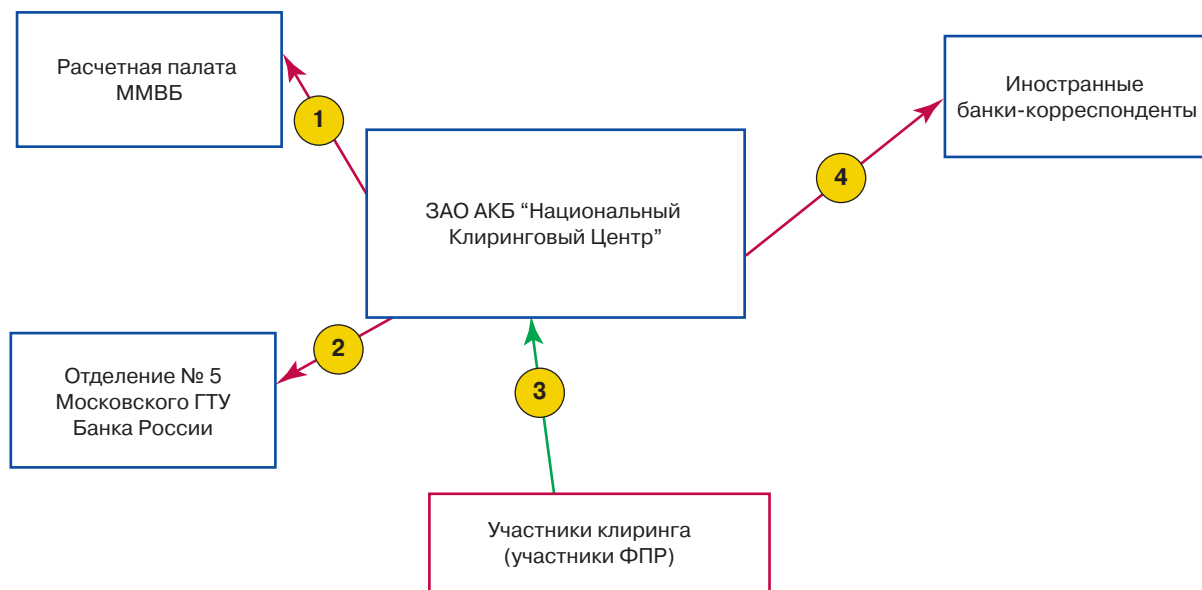 Расчетная палата
ММВБ
1
Иностранные
банки-корреспонденты
4
ЗАО АКБ “Национальный
Клиринговый Центр”
2
Отделение № 5
Московского ГТУ
Банка России
3
Участники клиринга
(участники ФПР)